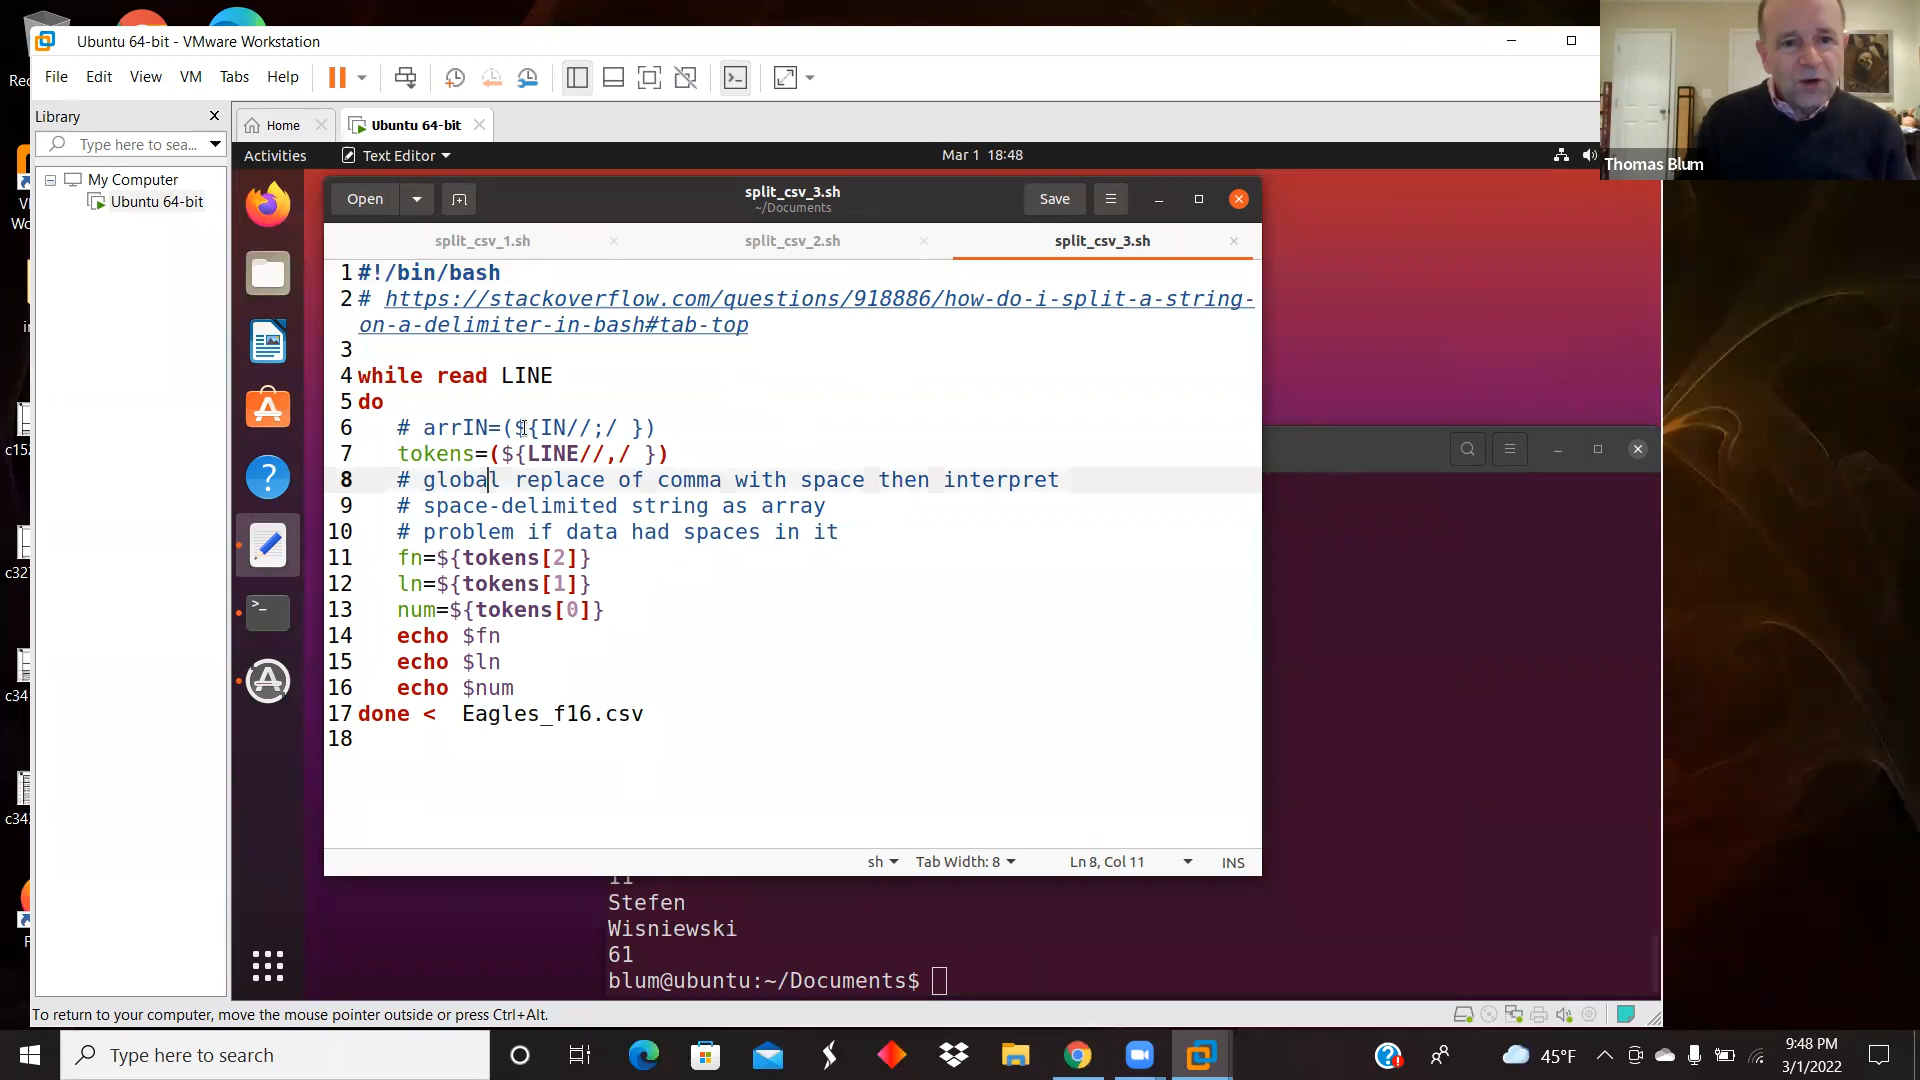 Ubuntu 64-bit - VMware Workstation
File Edit View VM Tabs Help
Library
Type here to sea...
My Computer
Ubuntu 64-bit
Home
Ubuntu 64-bit
Activities
Text Editor
Mar 1 18:48
Thomas Blum
Open
split_csv_3.sh
~/Documents
Save
split_csv_1.sh
split_csv_2.sh
split_csv_3.sh
1 #!/bin/bash
2 # https://stackoverflow.com/questions/918886/how-do-i-split-a-string-
on-a-delimiter-in-bash#tab-top
3
4 while read LINE
5 do
6 # arrIN=(${IN//;/ })
7 tokens=(${LINE//,/ })
8 # global replace of comma with space then interpret
9 # space-delimited string as array
10 # problem if data had spaces in it
11 fn=${tokens[2]}
12 ln=${tokens[1]}
13 num=${tokens[0]}
14 echo $fn
15 echo $ln
16 echo $num
17 done < Eagles_f16.csv
18
sh
Tab Width: 8
Ln 8, Col 11
INS
11
Stefen
Wisniewski
61
blum@ubuntu:~/Documents$
To return to your computer, move the mouse pointer outside or press Ctrl+Alt.
Type here to search
45°F
9:48 PM
3/1/2022